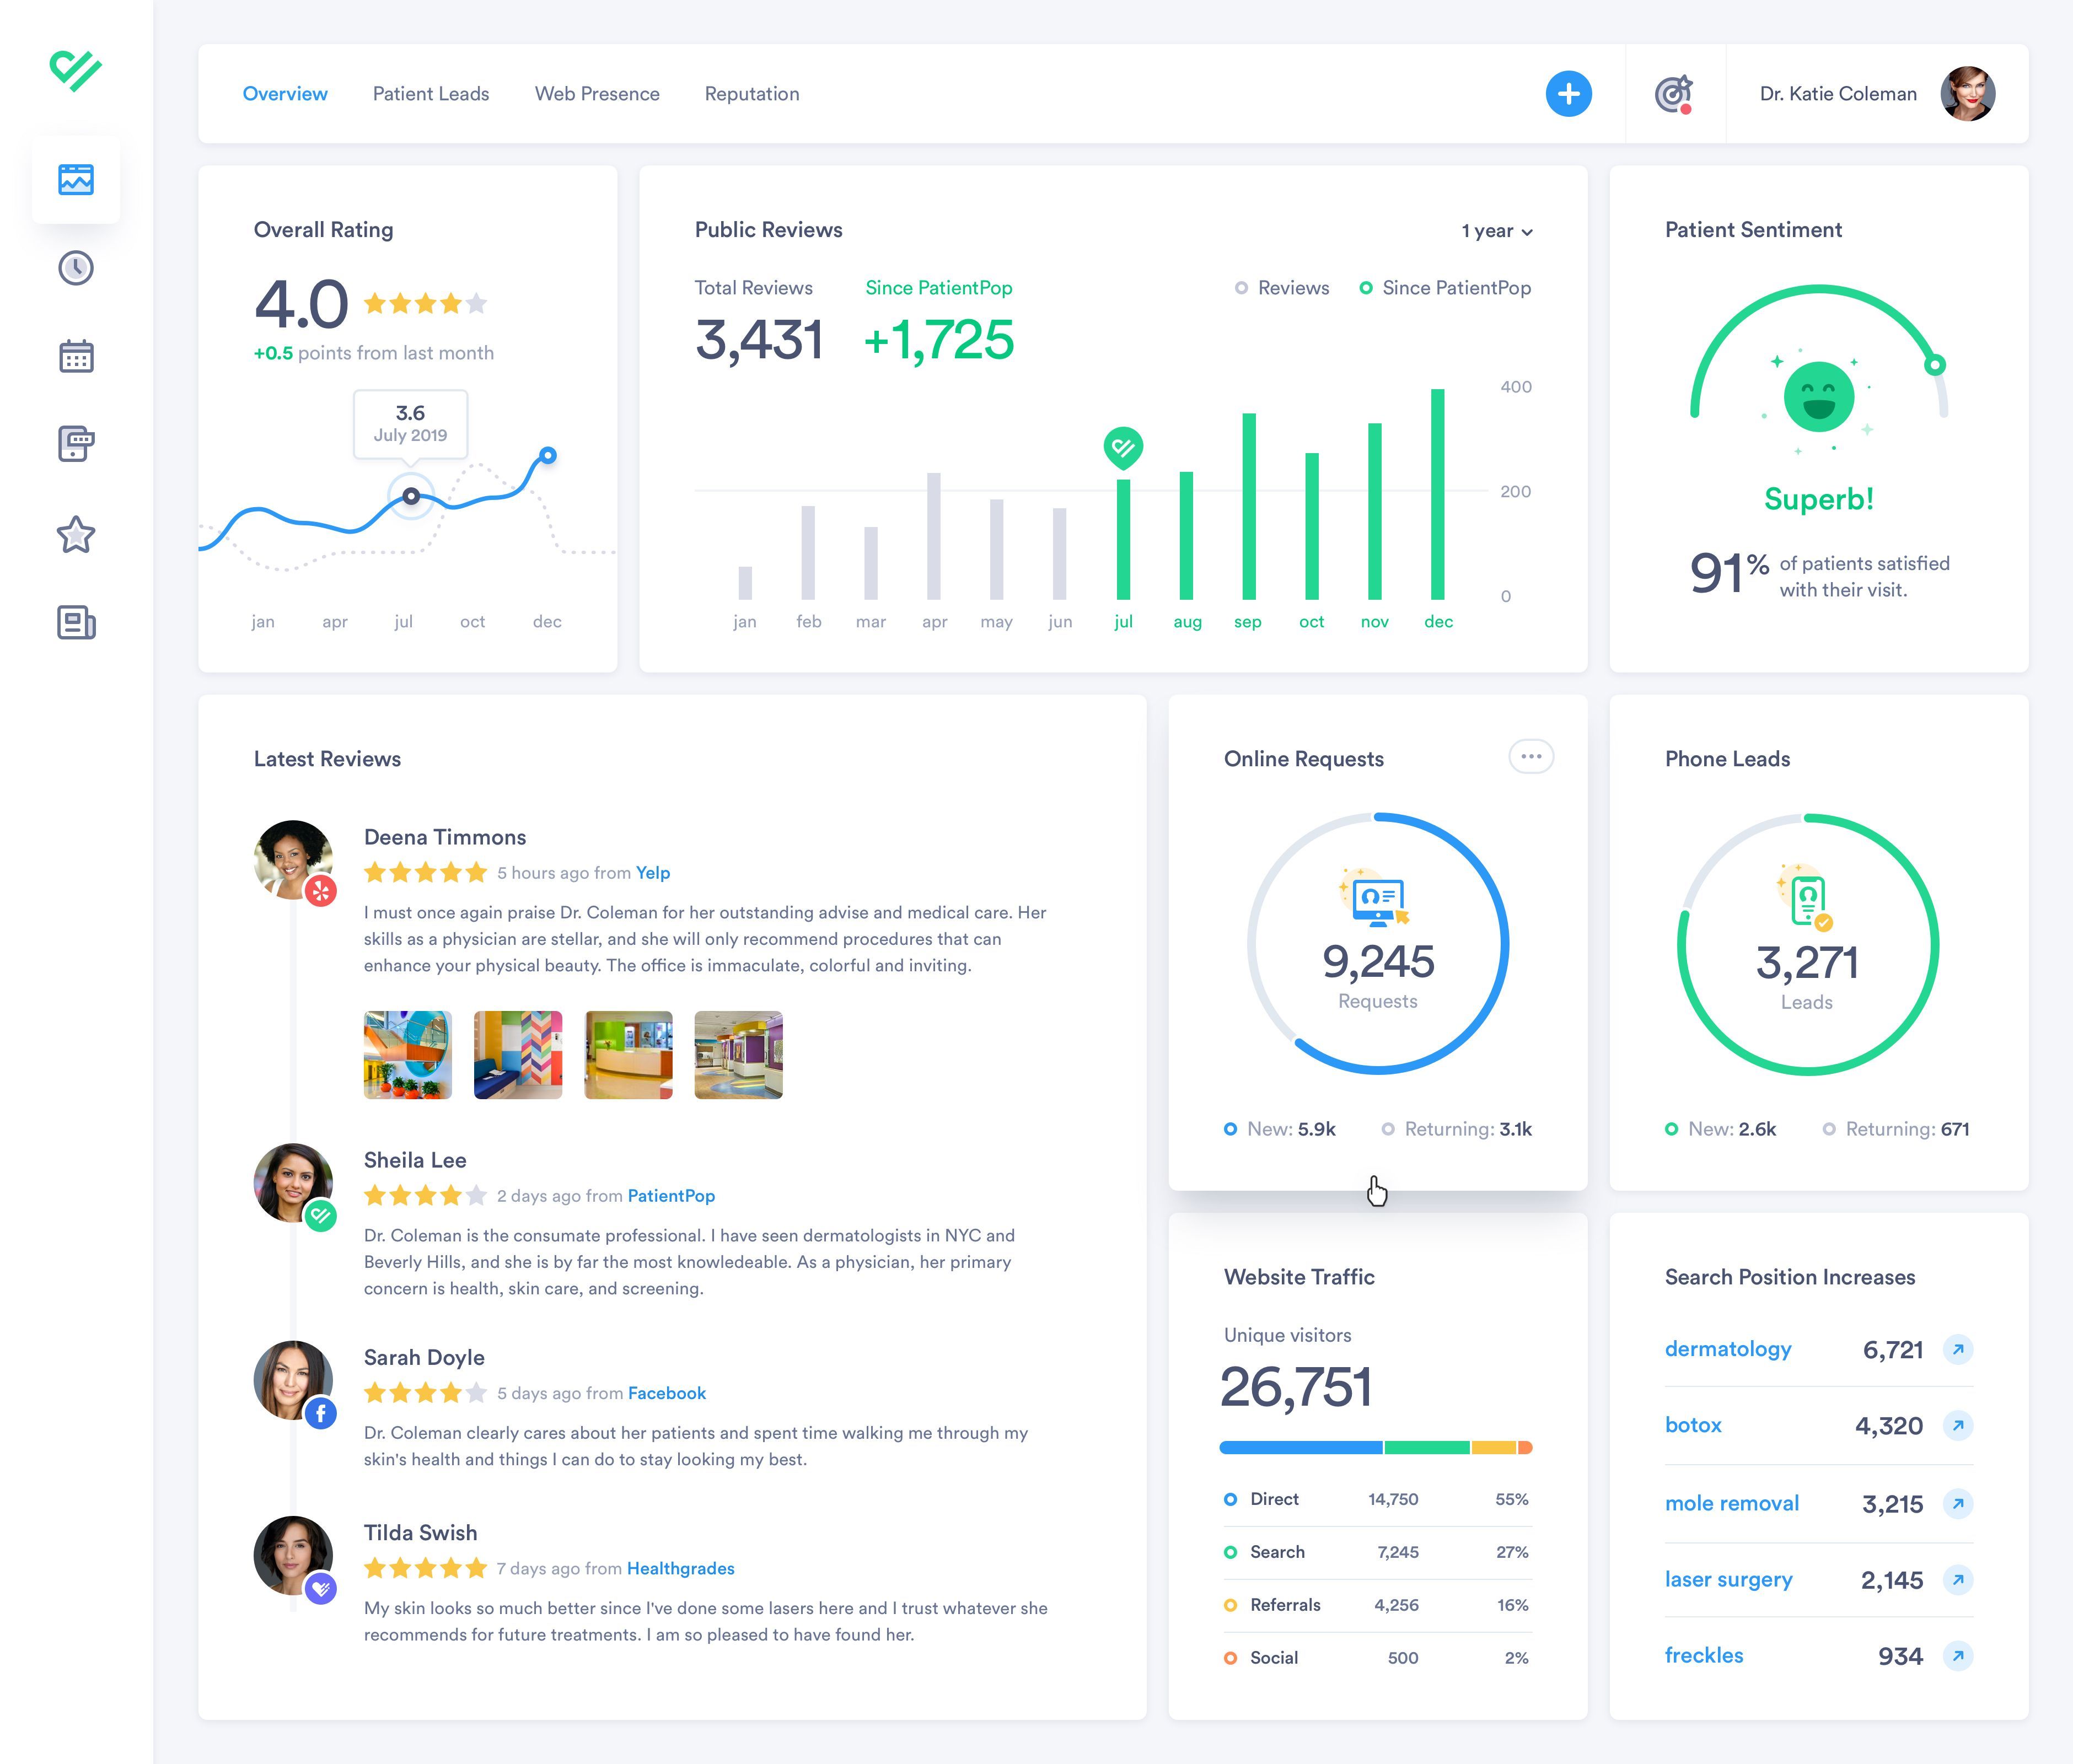 Overview
Patient Leads
Web Presence
Reputation
Dr. Katie Coleman
Overall Rating
4.0
+0.5 points from last month
3.6
July 2019
jan
apr
jul
oct
dec
Public Reviews
1 year
Total Reviews
3,431
Since PatientPop
+1,725
Reviews
Since PatientPop
400
200
0
jan
feb
mar
apr
may
jun
jul
aug
sep
oct
nov
dec
Patient Sentiment
Superb!
91%
of patients satisfied
with their visit.
Latest Reviews
Deena Timmons
5 hours ago from Yelp
I must once again praise Dr. Coleman for her outstanding advise and medical care. Her
skills as a physician are stellar, and she will only recommend procedures that can
enhance your physical beauty. The office is immaculate, colorful and inviting.
Sheila Lee
2 days ago from PatientPop
Dr. Coleman is the consumate professional. I have seen dermatologists in NYC and
Beverly Hills, and she is by far the most knowledeable. As a physician, her primary
concern is health, skin care, and screening.
Sarah Doyle
f
5 days ago from Facebook
Dr. Coleman clearly cares about her patients and spent time walking me through my
skin's health and things I can do to stay looking my best.
Tilda Swish
7 days ago from Healthgrades
My skin looks so much better since I've done some lasers here and I trust whatever she
recommends for future treatments. I am so pleased to have found her.
Online Requests
9,245
Requests
New: 5.9k
Returning: 3.1k
Phone Leads
3,271
Leads
New: 2.6k
Returning: 671
Website Traffic
Unique visitors
26,751
Direct 14,750 55%
Search 7,245 27%
Referrals 4,256 16%
Social 500 2%
Search Position Increases
dermatology 6,721
botox 4,320
mole removal 3,215
laser surgery 2,145
freckles 934